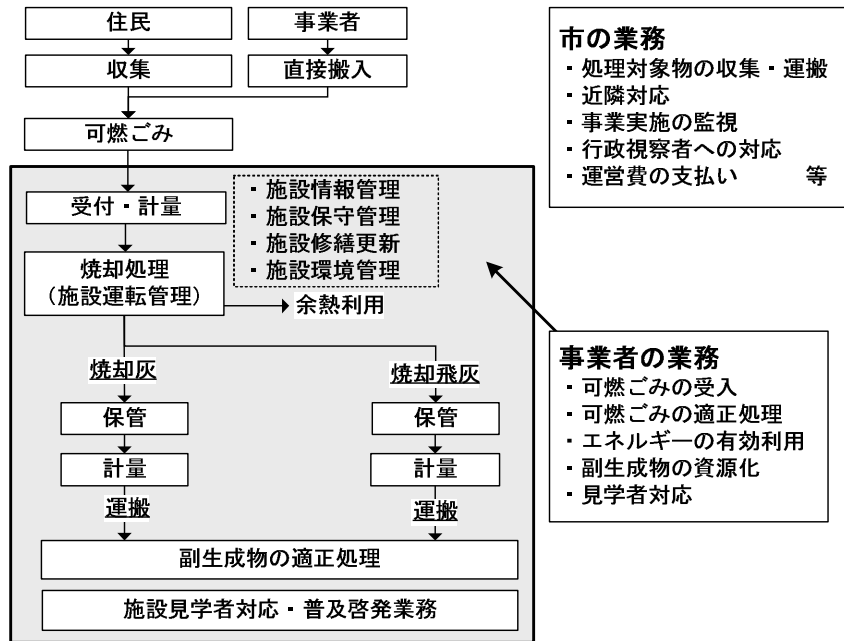 住民
事業者
収集
直接搬入
可燃ごみ
受付・計量
・施設情報管理
・施設保守管理
・施設修繕更新
・施設環境管理
焼却処理
（施設運転管理）
余熱利用
焼却灰
焼却飛灰
保管
保管
計量
計量
運搬
運搬
副生成物の適正処理
施設見学者対応・普及啓発業務
市の業務
・処理対象物の収集・運搬
・近隣対応
・事業実施の監視
・行政視察者への対応
・運営費の支払い　　等
事業者の業務
・可燃ごみの受入
・可燃ごみの適正処理
・エネルギーの有効利用
・副生成物の資源化
・見学者対応